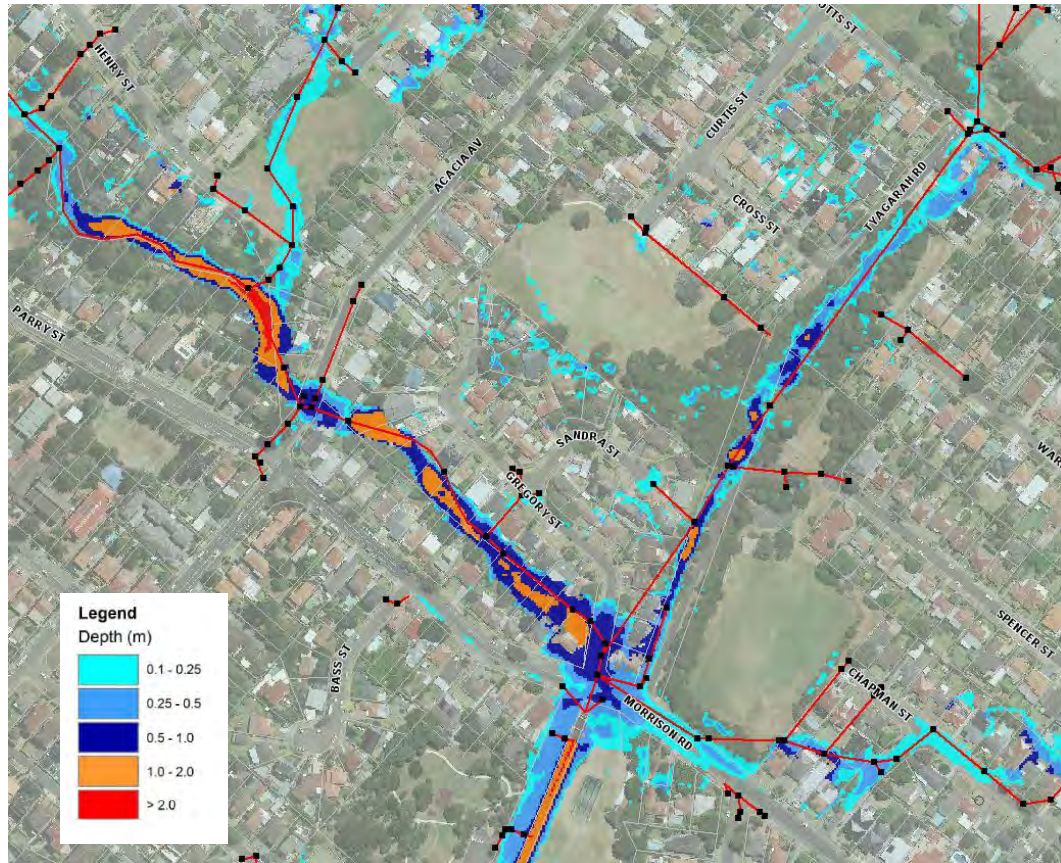 OTTS ST
HENRY ST
CURTIS ST
ACACIA AV
TYAGARAH RD
CROSS ST
PARRY ST
SANDRA ST
WAR
GREGORY ST
SPENCER ST
BASS ST
CHAPMAN ST
MORRISON RD
Legend
Depth (m)
0.1 - 0.25
0.25 - 0.5
0.5 - 1.0
1.0 - 2.0
> 2.0